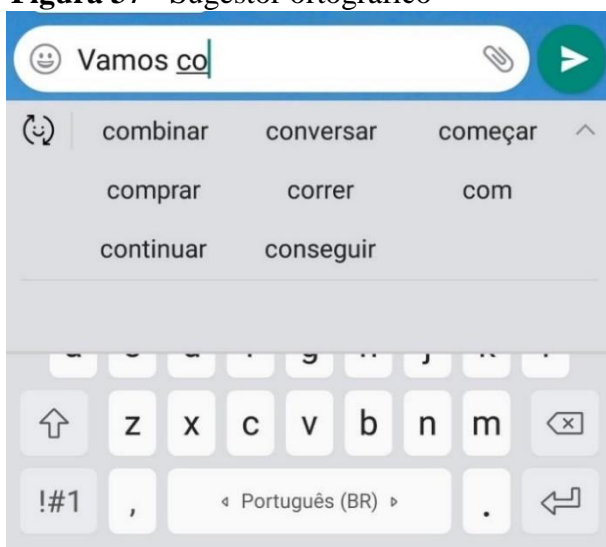 Figura 37 - Sugestor ortográfico
Vamos co
combinar conversar começar
comprar correr com
continuar conseguir
z x c v b n m
!#1 , Português (BR) .